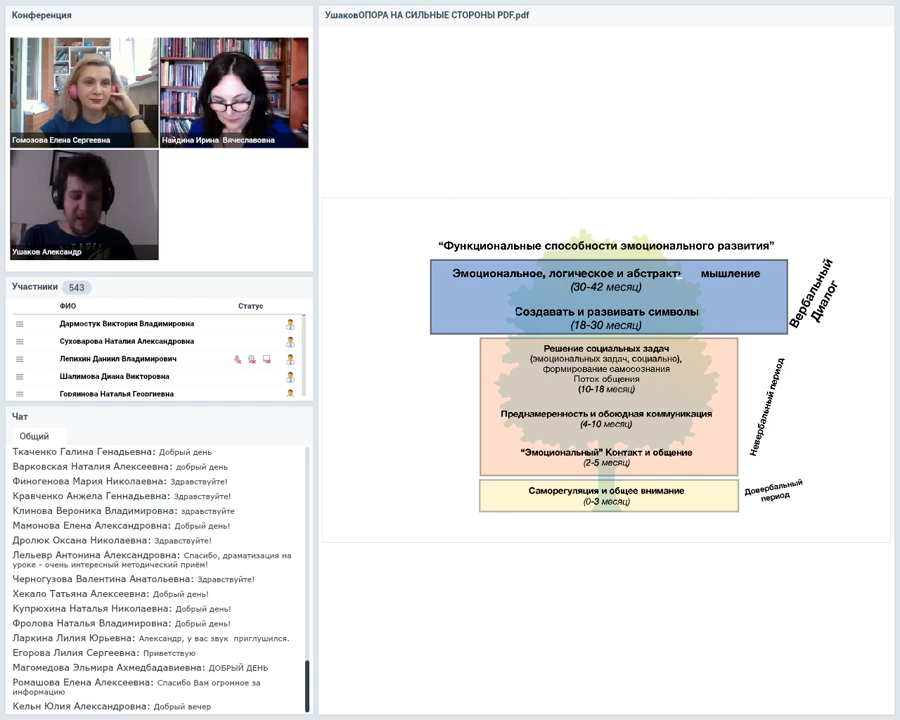 Конференция
Гомозова Елена Сергеевна
Найдина Ирина Вячеславовна
Ушаков Александр
Участники 543
ФИО Статус
Дармостук Виктория Владимировна
Суховарова Наталия Александровна
Лепихин Даниил Владимирович
Шалимова Диана Викторовна
Горяинова Наталья Георгиевна
Чат
Общий
Ткаченко Галина Генадьевна: Добрый день
Варковская Наталия Алексеевна: добрый день
Финогенова Мария Николаевна: Здравствуйте!
Кравченко Анжела Геннадьевна: Здравствуйте!
Клинова Вероника Владимировна: здравствуйте
Мамонова Елена Александровна: Добрый день!
Дролюк Оксана Николаевна: Здравствуйте!
Лельевр Антонина Александровна: Спасибо, драматизация на
уроке - очень интересный методический приём!
Черногузова Валентина Анатольевна: Здравствуйте!
Хекало Татьяна Алексеевна: Добрый день!
Купрюхина Наталья Николаевна: Добрый день!
Фролова Наталья Владимировна: Добрый день!
Ларкина Лилия Юрьевна: Александр, у вас звук приглушился.
Егорова Лилия Сергеевна: Приветствую
Магомедова Эльмира Ахмедбадавиевна: ДОБРЫЙ ДЕНЬ
Ромашова Елена Алексеевна: Спасибо Вам огромное за
информацию
Кельн Юлия Александровна: Добрый вечер
УшаковОПОРА НА СИЛЬНЫЕ СТОРОНЫ PDF.pdf
“Функциональные способности эмоционального развития”
Эмоциональное, логическое и абстракт мышление
(30-42 месяц)
Создавать и развивать символы
(18-30 месяц)
Вербальный
Диалог
Решение социальных задач
(эмоциональных задач, социально),
формирование самосознания
Поток общения
(10-18 месяц)
Преднамеренность и обоюдная коммуникация
(4-10 месяц)
“Эмоциональный” Контакт и общение
(2-5 месяц)
Невербальный период
Саморегуляция и общее внимание
(0-3 месяц)
Довербальный
период